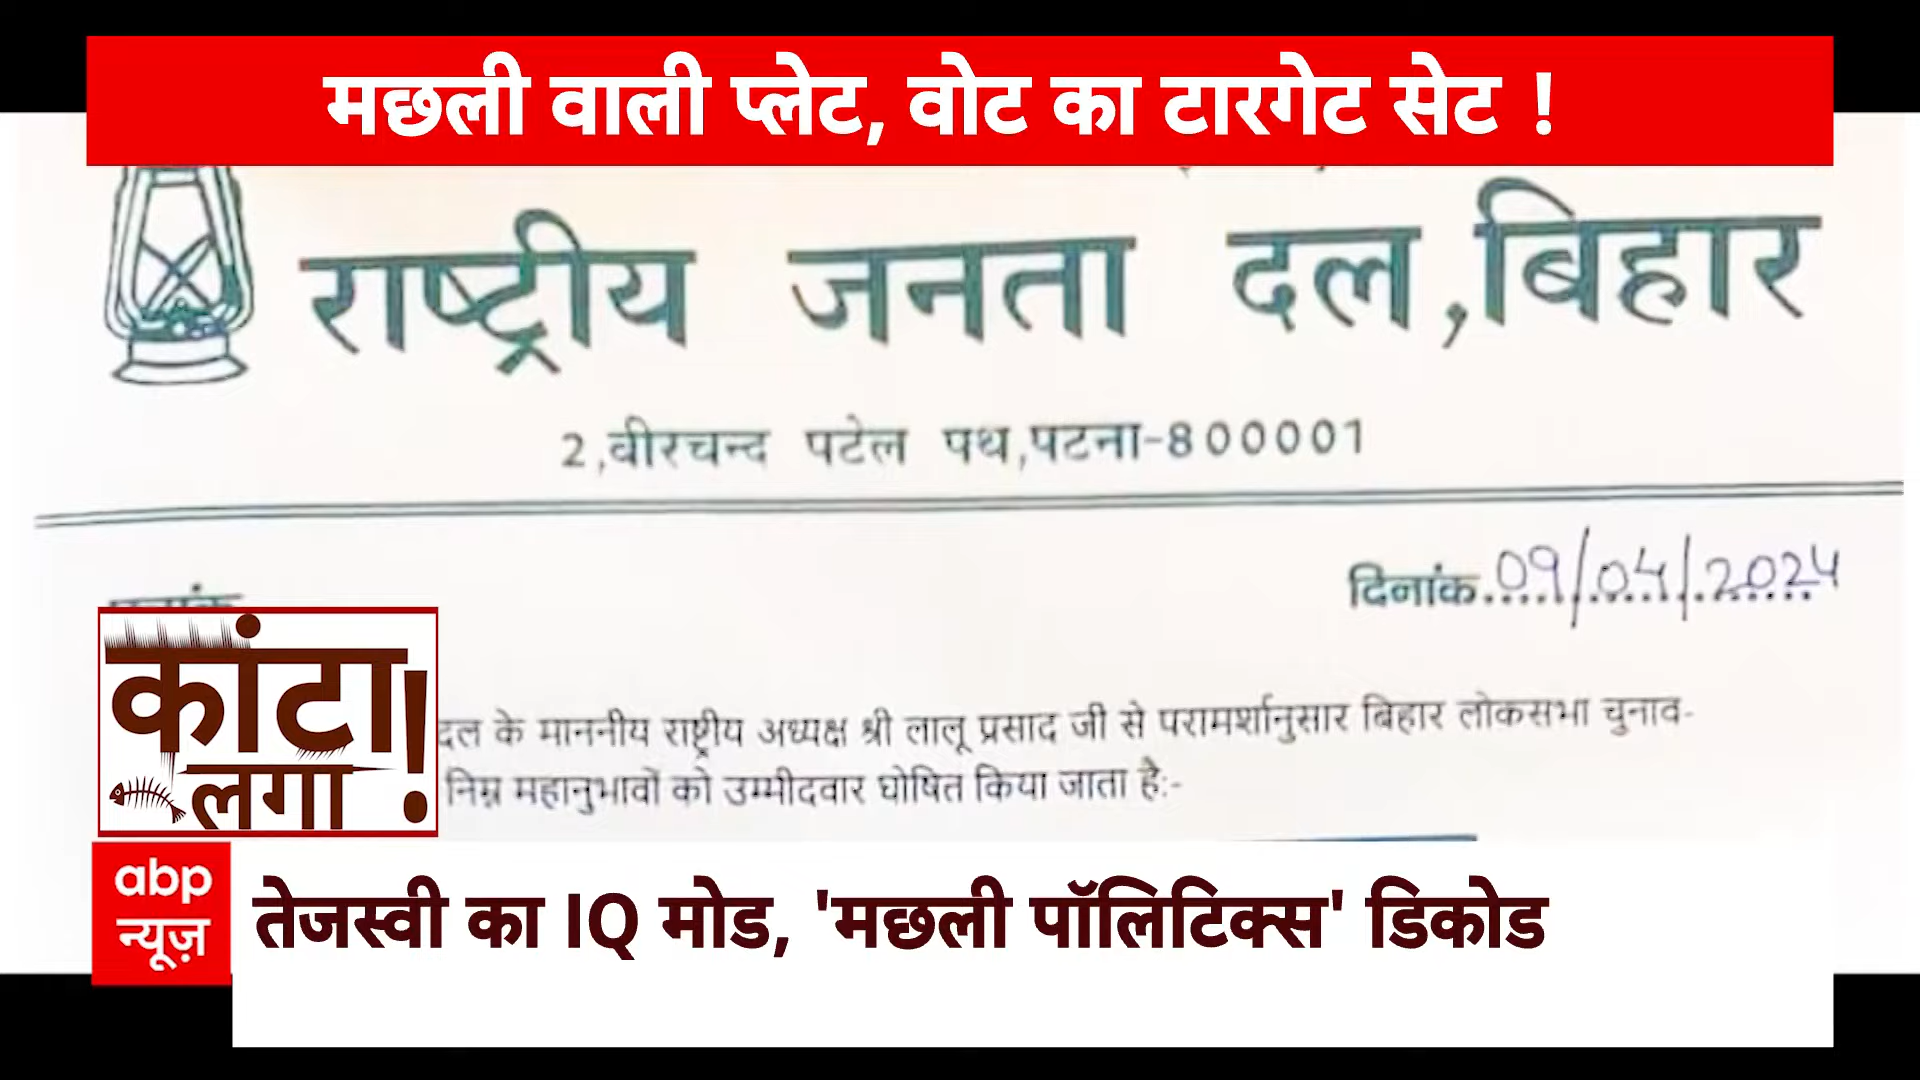 मछली वाली प्लेट, वोट का टारगेट सेट !
राष्ट्रीय जनता दल,बिहार
2,बीरचन्द पटेल पथ,पटना-800001
दिनांक.09/04/2024
कांटा
लगा !
दल के माननीय राष्ट्रीय अध्यक्ष श्री लालू प्रसाद जी से परामर्शानुसार बिहार लोकसभा चुनाव-
निम्न महानुभावों को उम्मीदवार घोषित किया जाता है:-
abp
न्यूज़
तेजस्वी का IQ मोड, 'मछली पॉलिटिक्स' डिकोड